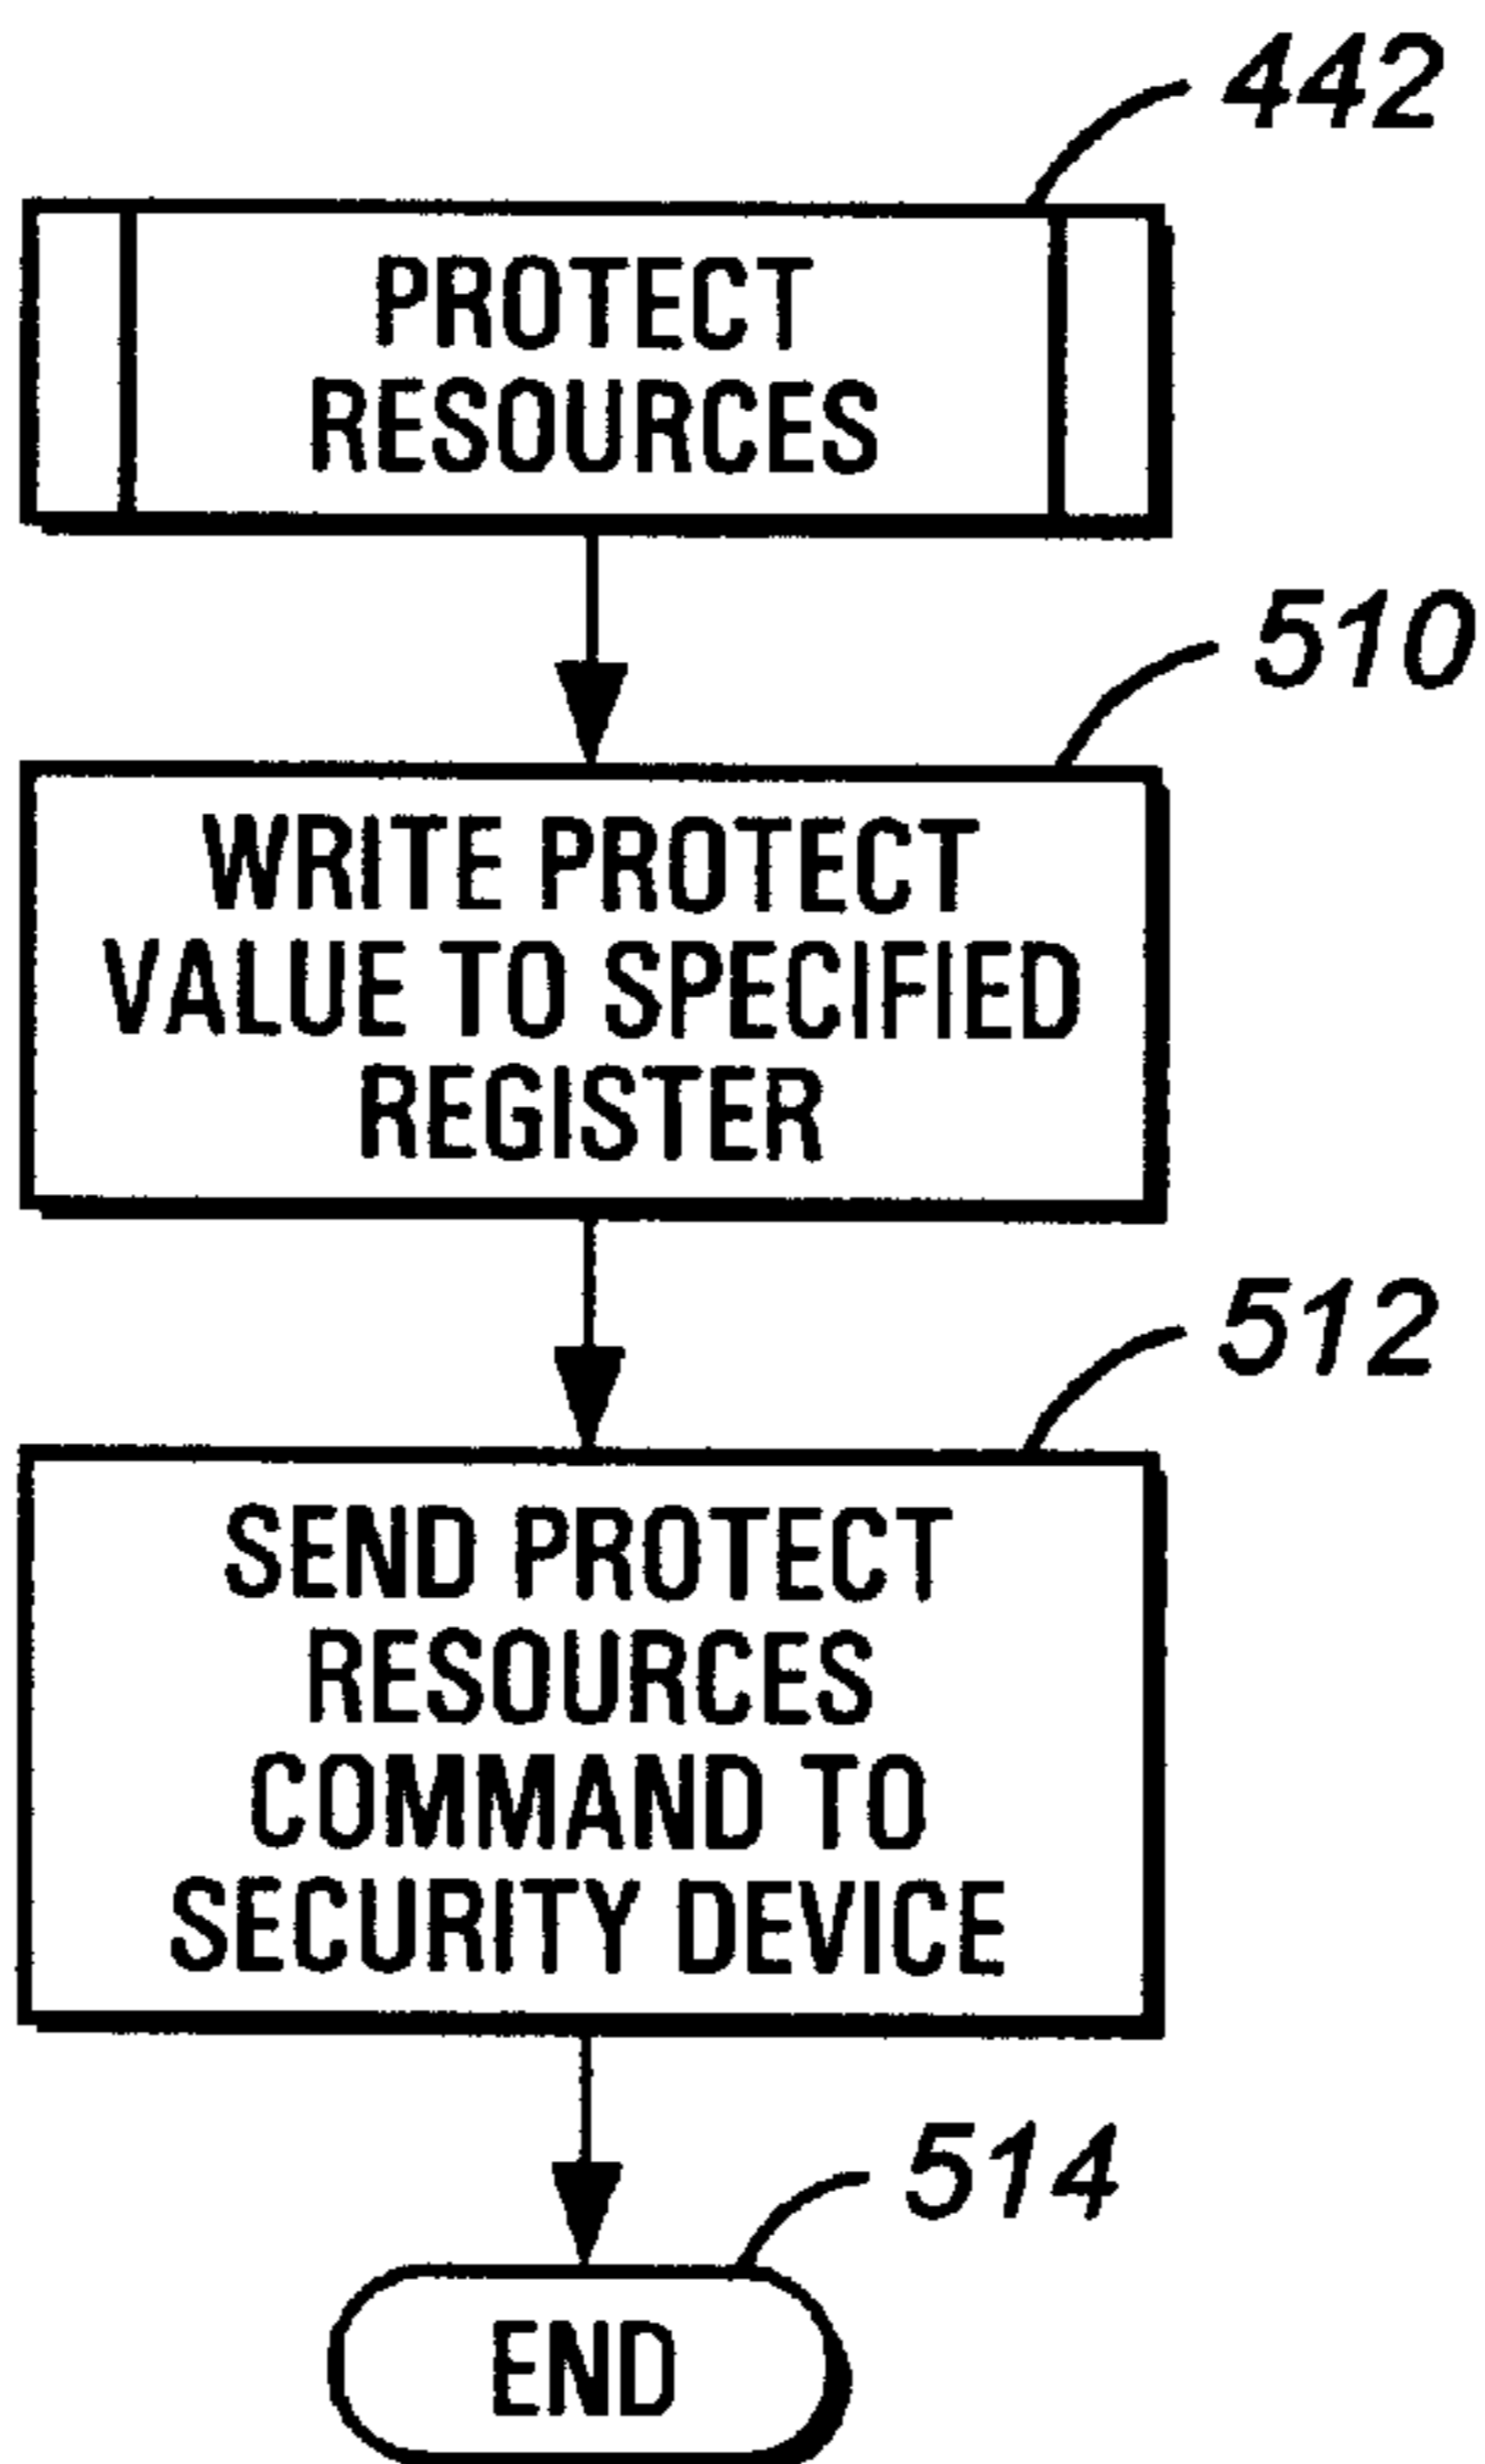 442
PROTECT
RESOURCES
510
WRITE PROTECT
VALUE TO SPECIFIED
REGISTER
512
SEND PROTECT
RESOURCES
COMMAND TO
SECURITY DEVICE
514
END